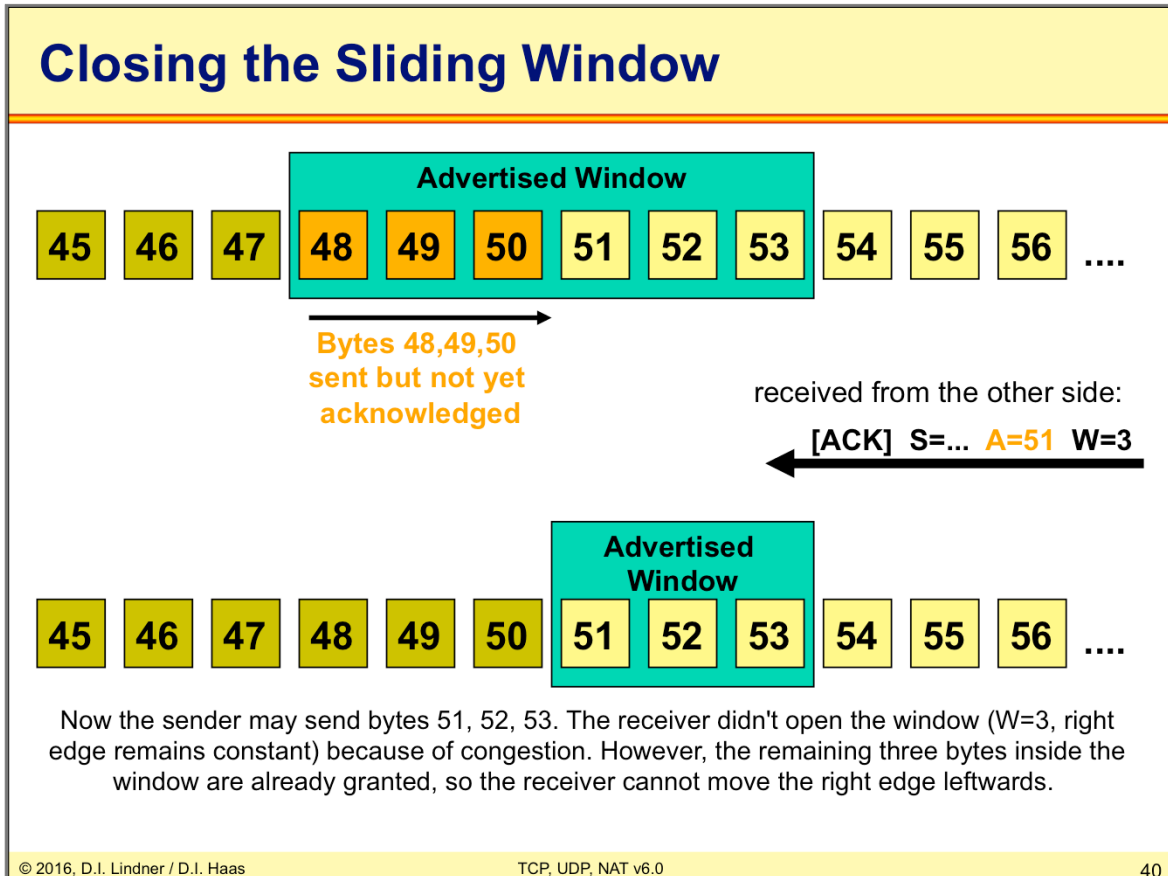 Closing the Sliding Window
Advertised Window
45 46 47 48 49 50 51 52 53 54 55 56 ....
Bytes 48,49,50
sent but not yet
acknowledged
received from the other side:
[ACK] S=... A=51 W=3
Advertised
Window
45 46 47 48 49 50 51 52 53 54 55 56 ....
Now the sender may send bytes 51, 52, 53. The receiver didn't open the window (W=3, right
edge remains constant) because of congestion. However, the remaining three bytes inside the
window are already granted, so the receiver cannot move the right edge leftwards.
© 2016, D.I. Lindner / D.I. Haas TCP, UDP, NAT v6.0 40